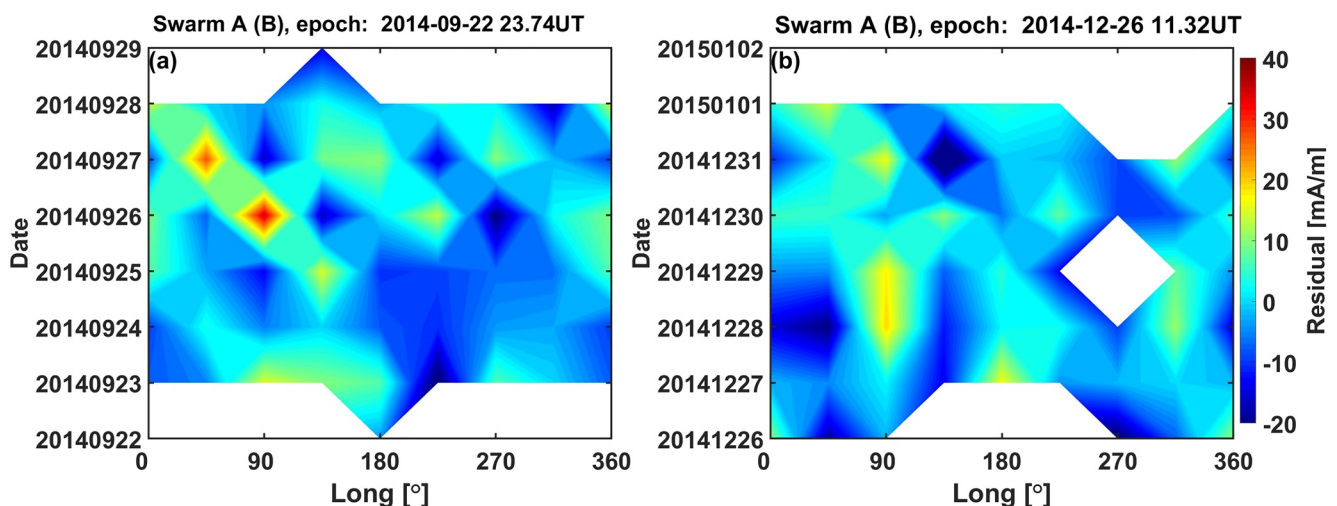 Swarm A (B), epoch:  2014-09-22 23.74UT
(a)
Date
20140929
20140928
20140927
20140926
20140925
20140924
20140923
20140922
0 90 180 270 360
Long [°]
Swarm A (B), epoch:  2014-12-26 11.32UT
(b)
Date
20150102
20150101
20141231
20141230
20141229
20141228
20141227
20141226
0 90 180 270 360
Long [°]
40
30
20
10
0
-10
-20
Residual [mA/m]